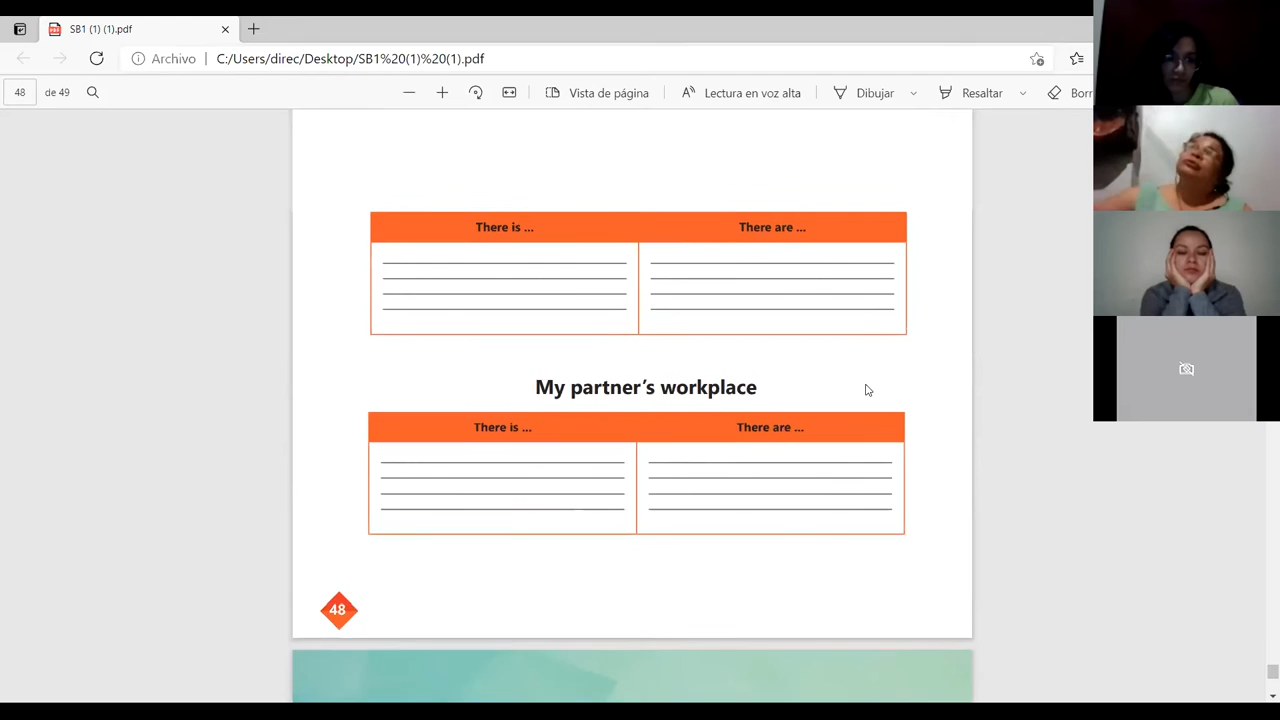 SB1 (1) (1).pdf
Archivo C:/Users/direc/Desktop/SB1%20(1)%20(1).pdf
48 de 49 Vista de página Lectura en voz alta Dibujar Resaltar Borr
There is ... There are ...
My partner's workplace
There is ... There are ...
48